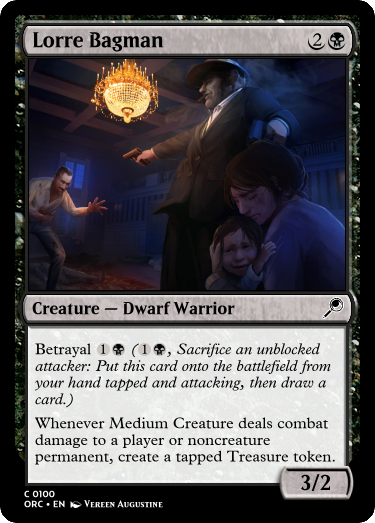 Lorre Bagman 2
Creature — Dwarf Warrior
Betrayal 1 (1, Sacrifice an unblocked
attacker: Put this card onto the battlefield from
your hand tapped and attacking, then draw a
card.)
Whenever Medium Creature deals combat
damage to a player or noncreature
permanent, create a tapped Treasure token.
3/2
C 0100
ORC • EN VEREEN AUGUSTINE